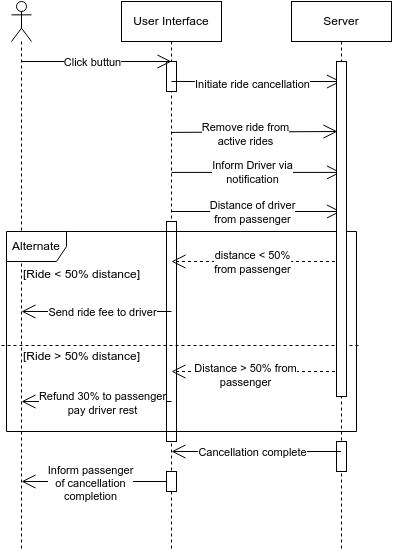 User Interface
Server
Click buttun
Initiate ride cancellation
Remove ride from
active rides
Inform Driver via
notification
Distance of driver
from passenger
Alternate
distance < 50%
from passenger
[Ride < 50% distance]
Send ride fee to driver
[Ride > 50% distance]
Distance > 50% from
passenger
Refund 30% to passenger
pay driver rest
Cancellation complete
Inform passenger
of cancellation
completion